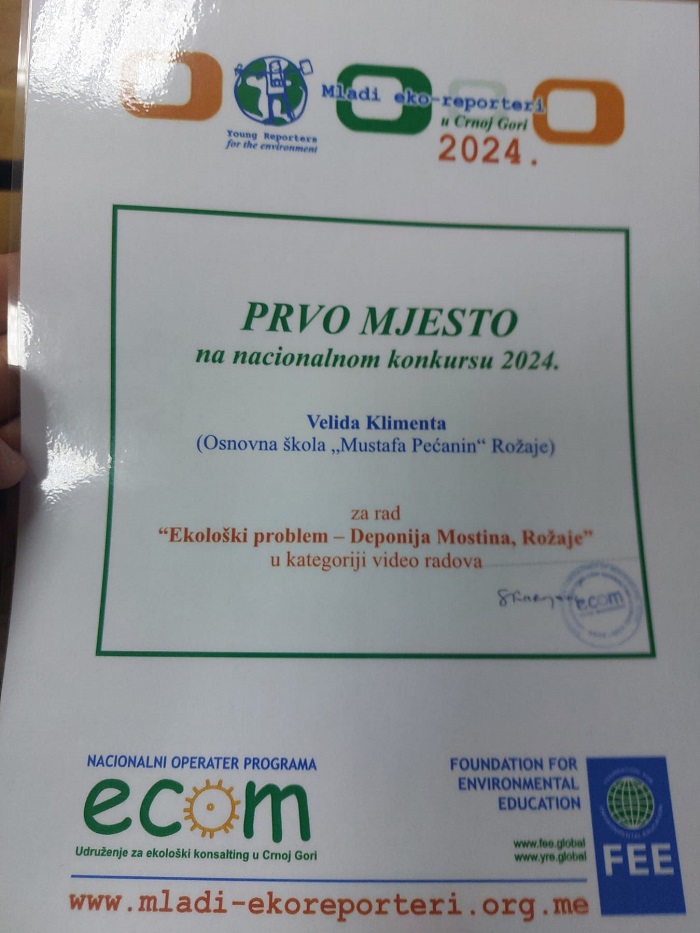 Mladi eko-reporteri
u Crnoj Gori
2024.
Young Reporters
for the environment
PRVO MJESTO
na nacionalnom konkursu 2024.
Velida Klimenta
(Osnovna škola „Mustafa Pećanin“ Rožaje)
za rad
“Ekološki problem – Deponija Mostina, Rožaje”
u kategoriji video radova
ecom
NACIONALNI OPERATER PROGRAMA
ecom
Udruženje za ekološki konsalting u Crnoj Gori
FOUNDATION FOR
ENVIRONMENTAL
EDUCATION
www.fee.global
www.yre.global
FEE
www.mladi-ekoreporteri.org.me